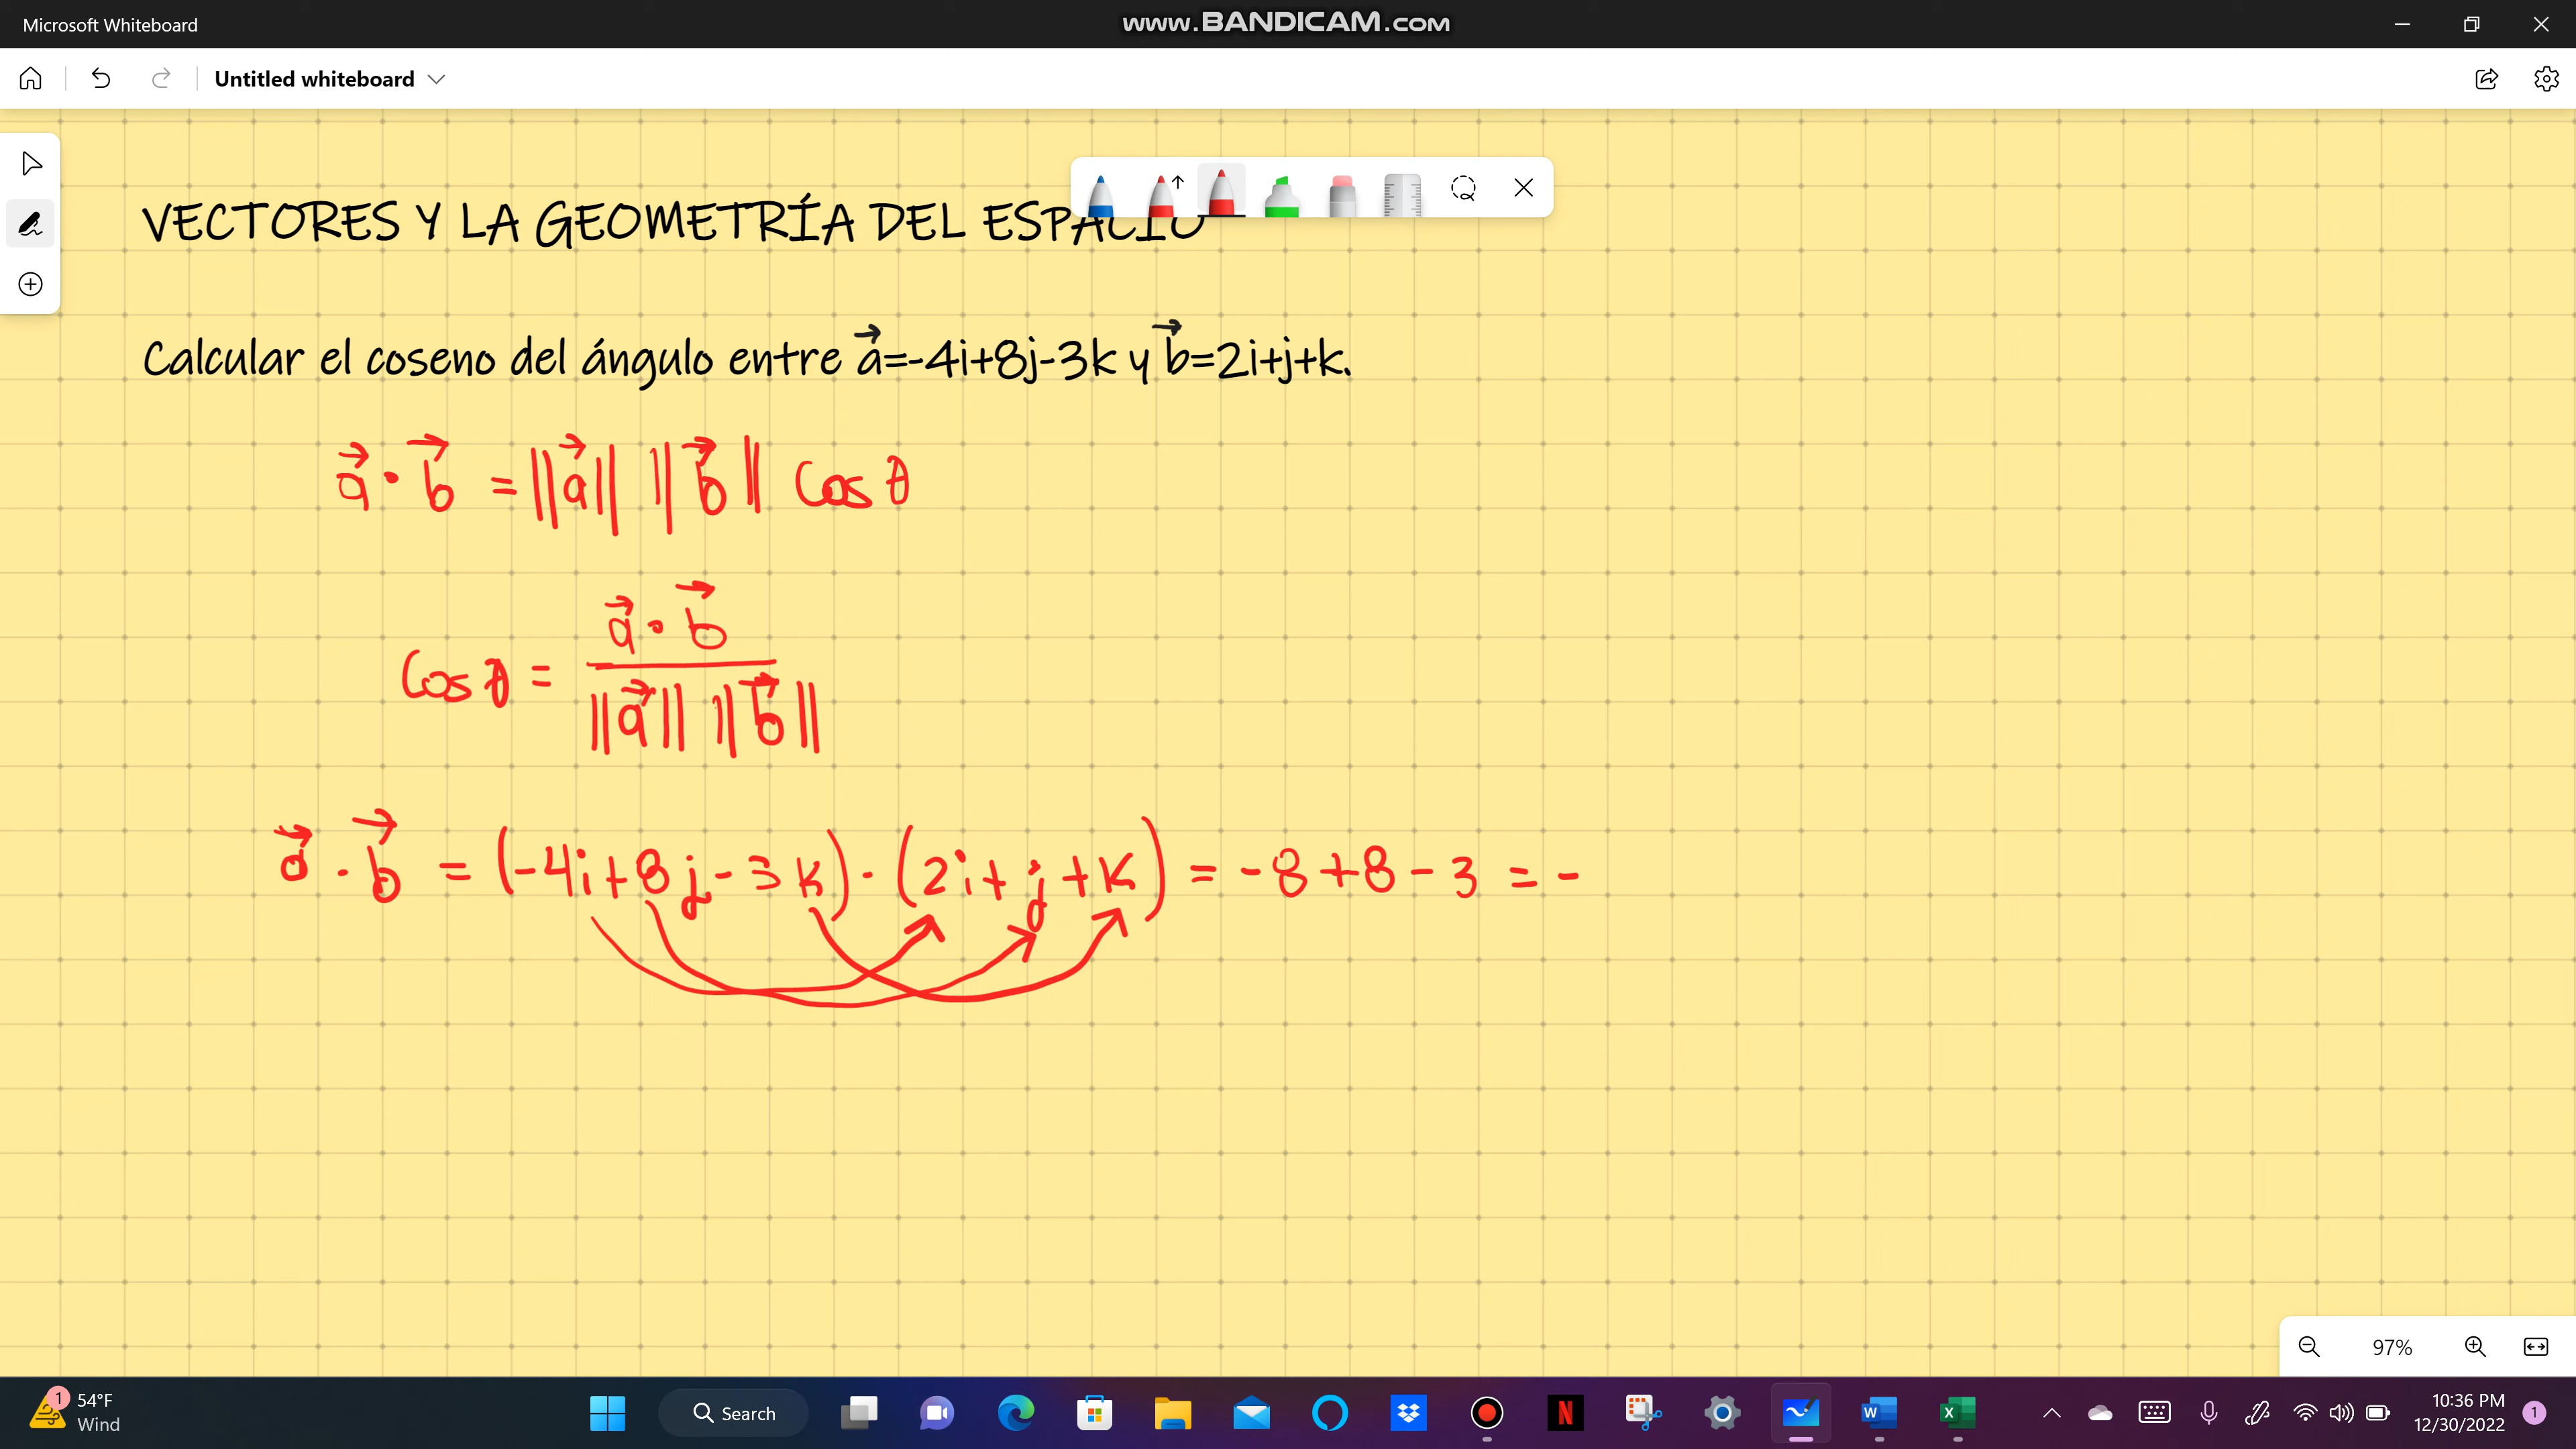 Microsoft Whiteboard
www.BANDICAM.com
Untitled whiteboard
VECTORES Y LA GEOMETRÍA DEL ESPACIO
Calcular el coseno del ángulo entre a⃗=-4i+8j-3k y b⃗=2i+j+k.
a⃗ · b⃗ = ||a⃗|| ||b⃗|| Cos θ
a⃗ · b⃗
Cos θ =
||a⃗|| ||b⃗||
a⃗ · b⃗ = (-4i+8j-3k) · (2i+j+k) = -8+8-3 = -
97%
1
54°F
Wind
Search
10:36 PM
12/30/2022
1